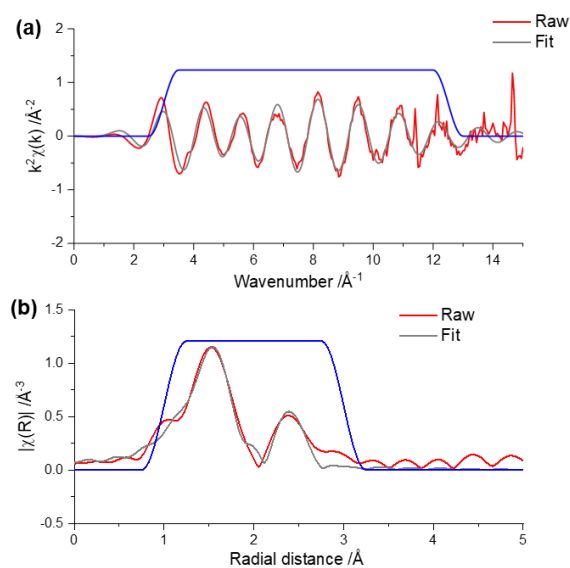 (a)
Raw
Fit
k²χ(k) /Å⁻²
2
1
0
-1
-2
0 2 4 6 8 10 12 14
Wavenumber /Å⁻¹
(b)
Raw
Fit
|χ(R)| /Å⁻³
1.5
1.0
0.5
0.0
-0.5
0 1 2 3 4 5
Radial distance /Å